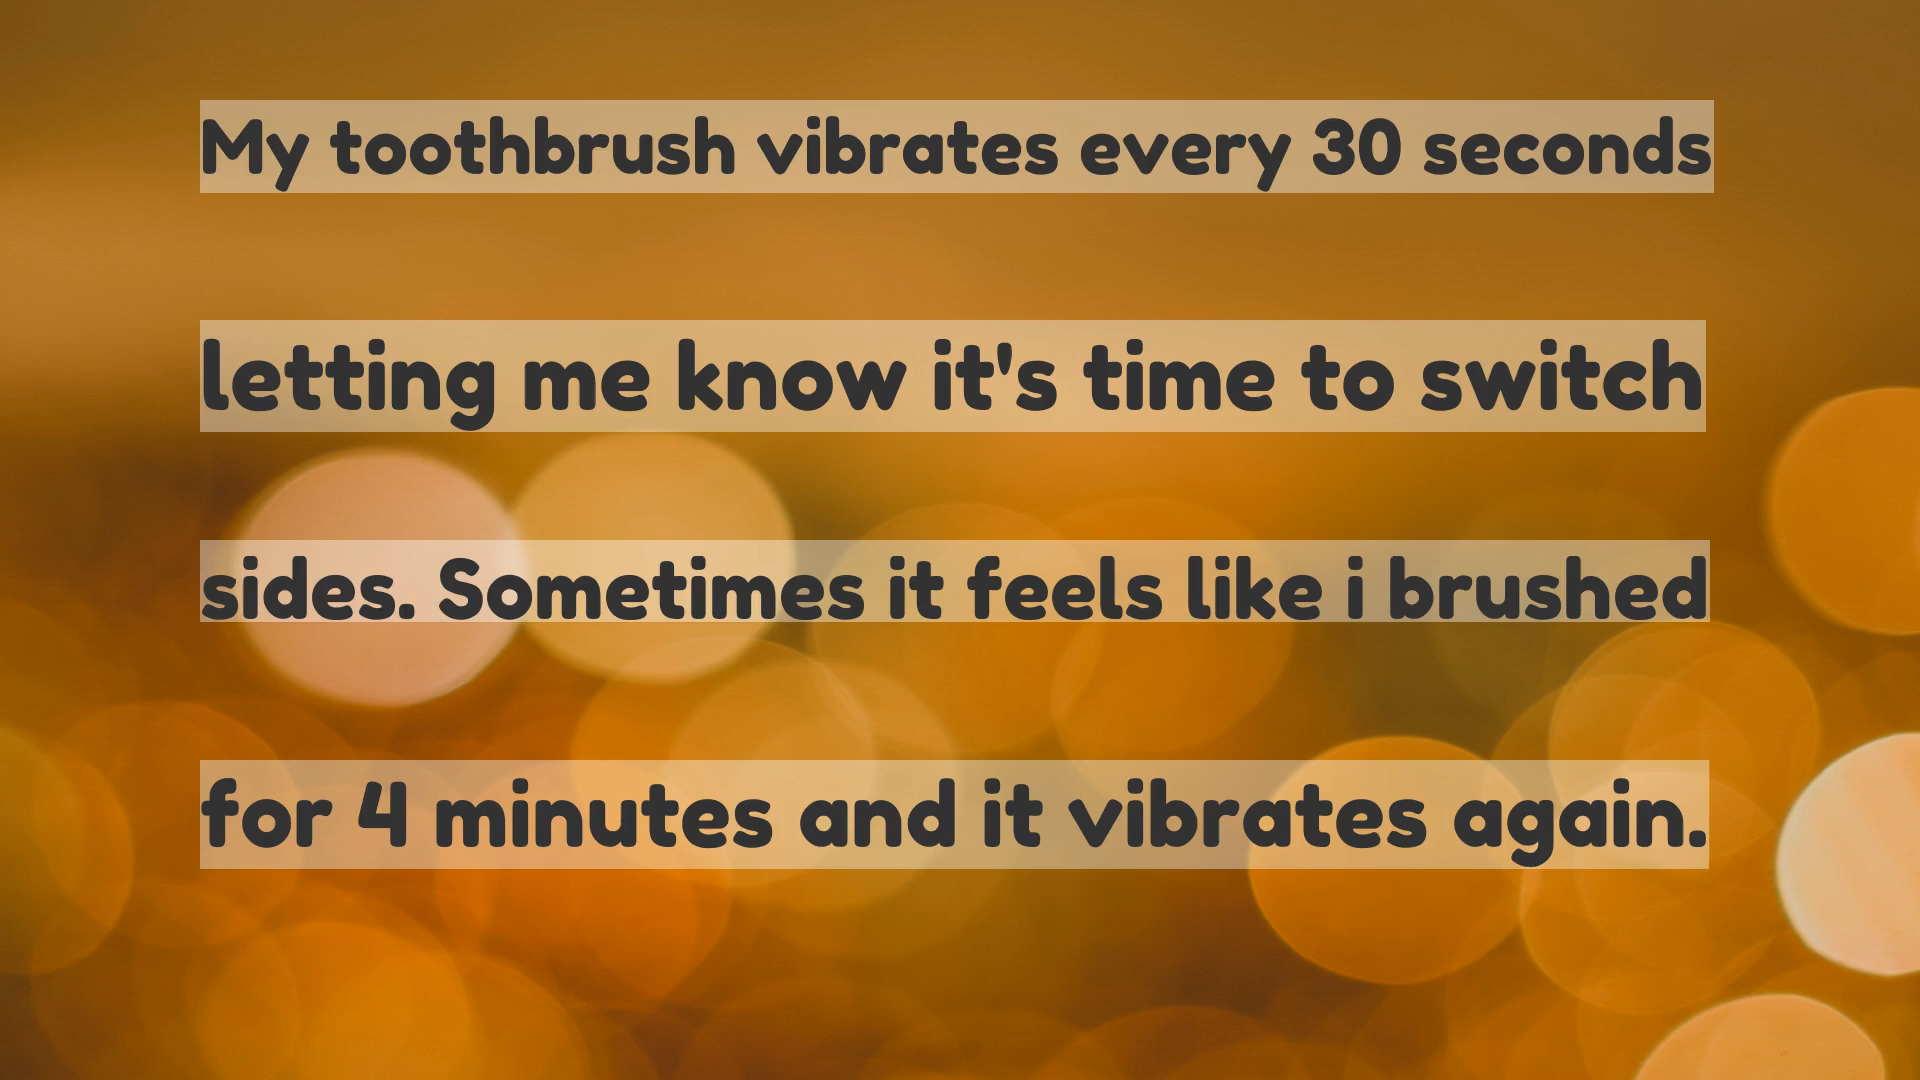 My toothbrush vibrates every 30 seconds
letting me know it's time to switch
sides. Sometimes it feels like i brushed
for 4 minutes and it vibrates again.